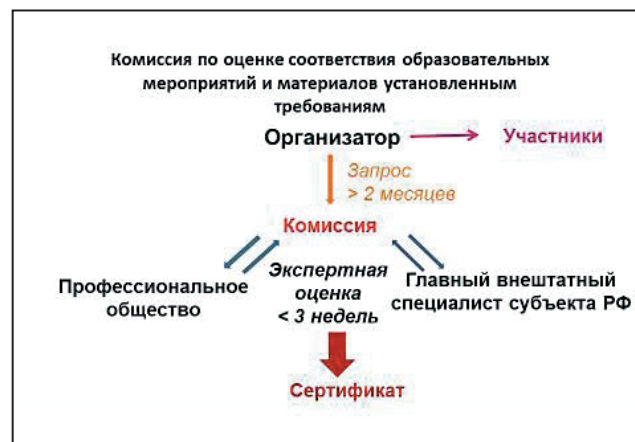 Комиссия по оценке соответствия образовательных
мероприятий и материалов установленным
требованиям
Организатор
Участники
Запрос
> 2 месяцев
Комиссия
Профессиональное
общество
Экспертная
оценка
< 3 недель
Главный внештатный
специалист субъекта РФ
Сертификат